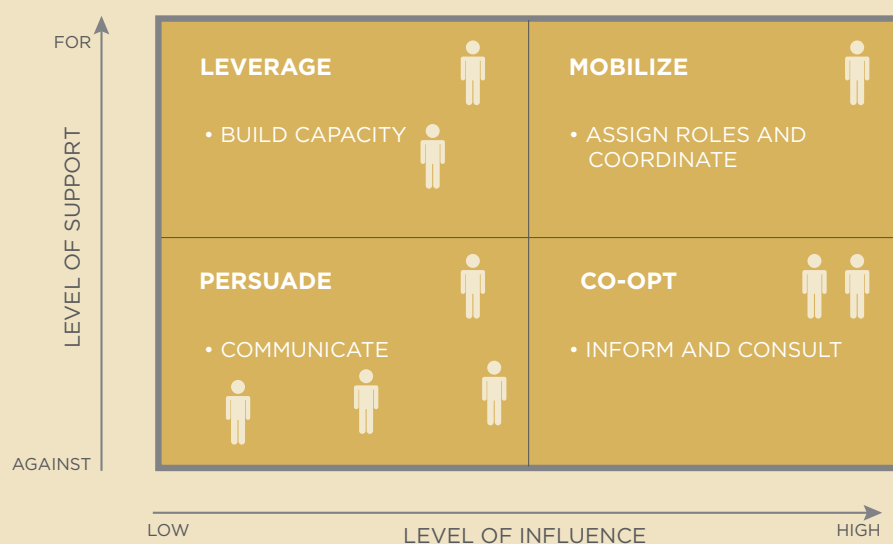 FOR
LEVEL OF SUPPORT
AGAINST
LEVERAGE
• BUILD CAPACITY
MOBILIZE
• ASSIGN ROLES AND
COORDINATE
PERSUADE
• COMMUNICATE
CO-OPT
• INFORM AND CONSULT
LOW
LEVEL OF INFLUENCE
HIGH